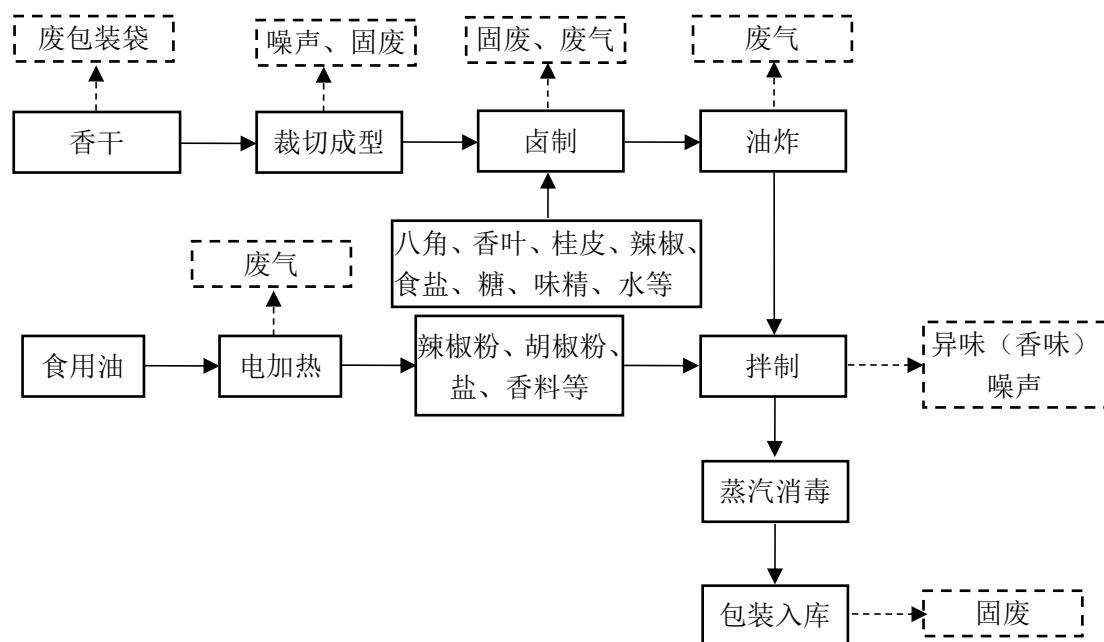 废包装袋
噪声、固废
固废、废气
废气
香干
裁切成型
卤制
油炸
八角、香叶、桂皮、辣椒、
食盐、糖、味精、水等
废气
食用油
电加热
辣椒粉、胡椒粉、
盐、香料等
拌制
异味（香味）
噪声
蒸汽消毒
包装入库
固废